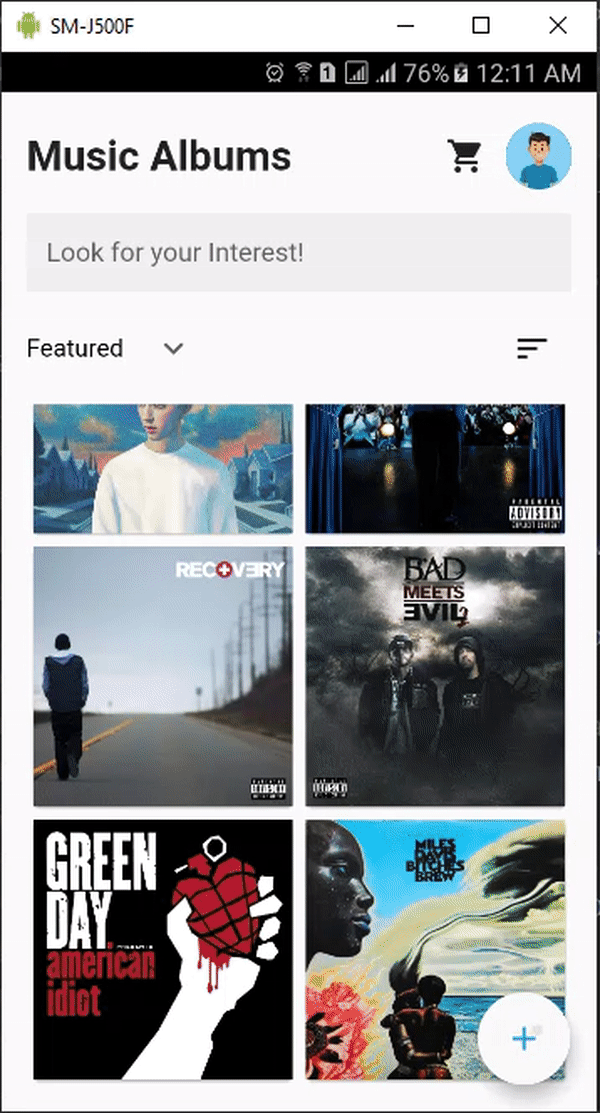 SM-J500F
1 76% 12:11 AM
Music Albums
Look for your Interest!
Featured
PARENTAL
ADVISORY
EXPLICIT CONTENT
RECOVERY
BAD
MEETS
EVIL
GREEN
DAY
american
idiot
MILES
DAVIS
BITCHES
BREW
+